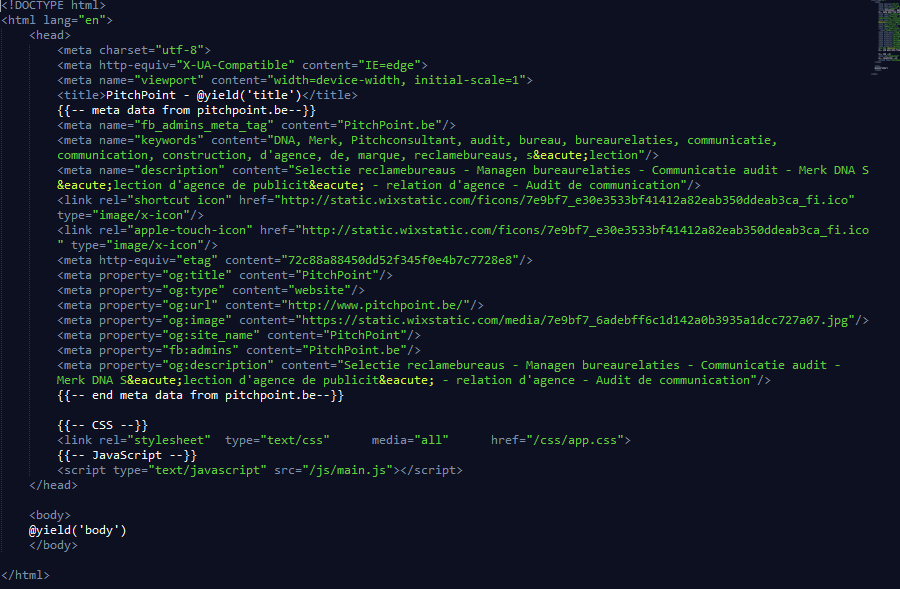 <!DOCTYPE html>
<html lang="en">
    <head>
        <meta charset="utf-8">
        <meta http-equiv="X-UA-Compatible" content="IE=edge">
        <meta name="viewport" content="width=device-width, initial-scale=1">
        <title>PitchPoint - @yield('title')</title>
        {{-- meta data from pitchpoint.be--}}
        <meta name="fb_admins_meta_tag" content="PitchPoint.be"/>
        <meta name="keywords" content="DNA, Merk, Pitchconsultant, audit, bureau, bureaurelaties, communicatie,
        communication, construction, d'agence, de, marque, reclamebureaus, s&eacute;lection"/>
        <meta name="description" content="Selectie reclamebureaus - Managen bureaurelaties - Communicatie audit - Merk DNA S
        &eacute;lection d'agence de publicit&eacute; - relation d'agence - Audit de communication"/>
        <link rel="shortcut icon" href="http://static.wixstatic.com/ficons/7e9bf7_e30e3533bf41412a82eab350ddeab3ca_fi.ico"
        type="image/x-icon"/>
        <link rel="apple-touch-icon" href="http://static.wixstatic.com/ficons/7e9bf7_e30e3533bf41412a82eab350ddeab3ca_fi.ico
        " type="image/x-icon"/>
        <meta http-equiv="etag" content="72c88a88450dd52f345f0e4b7c7728e8"/>
        <meta property="og:title" content="PitchPoint"/>
        <meta property="og:type" content="website"/>
        <meta property="og:url" content="http://www.pitchpoint.be/"/>
        <meta property="og:image" content="https://static.wixstatic.com/media/7e9bf7_6adebff6c1d142a0b3935a1dcc727a07.jpg"/>
        <meta property="og:site_name" content="PitchPoint"/>
        <meta property="fb:admins" content="PitchPoint.be"/>
        <meta property="og:description" content="Selectie reclamebureaus - Managen bureaurelaties - Communicatie audit -
        Merk DNA S&eacute;lection d'agence de publicit&eacute; - relation d'agence - Audit de communication"/>
        {{-- end meta data from pitchpoint.be--}}

        {{-- CSS --}}
        <link rel="stylesheet"  type="text/css"      media="all"      href="/css/app.css">
        {{-- JavaScript --}}
        <script type="text/javascript" src="/js/main.js"></script>
    </head>

    <body>
    @yield('body')
    </body>

</html>